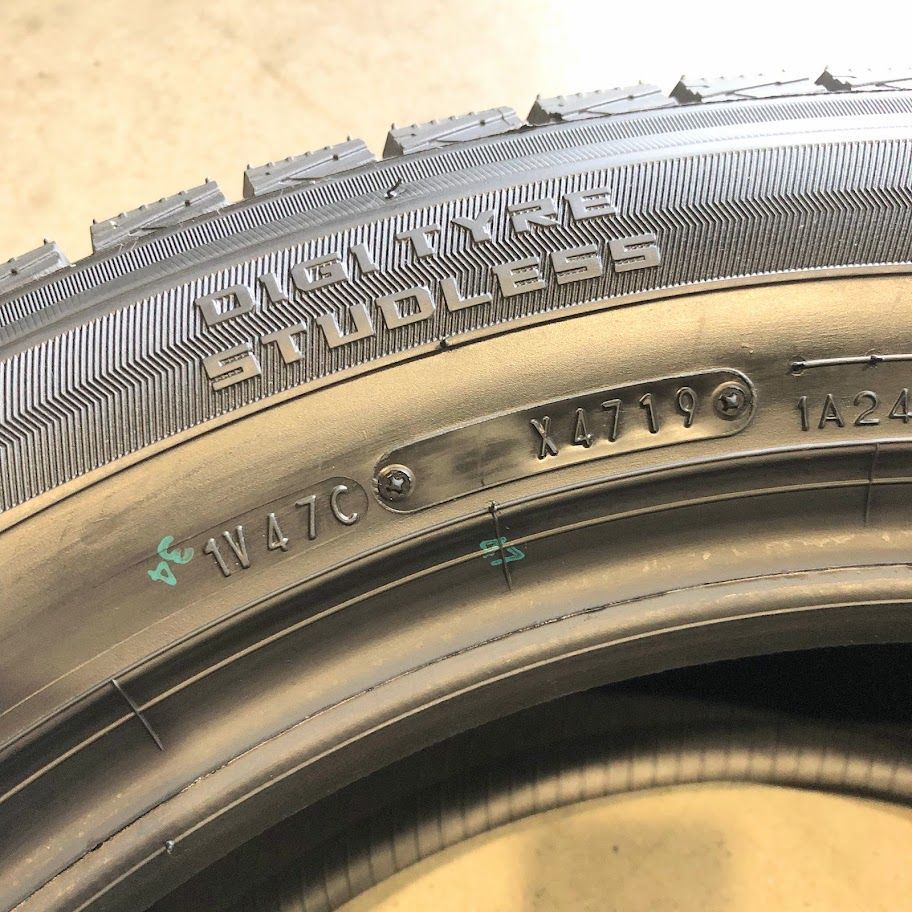 DIGI TYRE
STUDLESS
X4719
1A24
1V47C
34